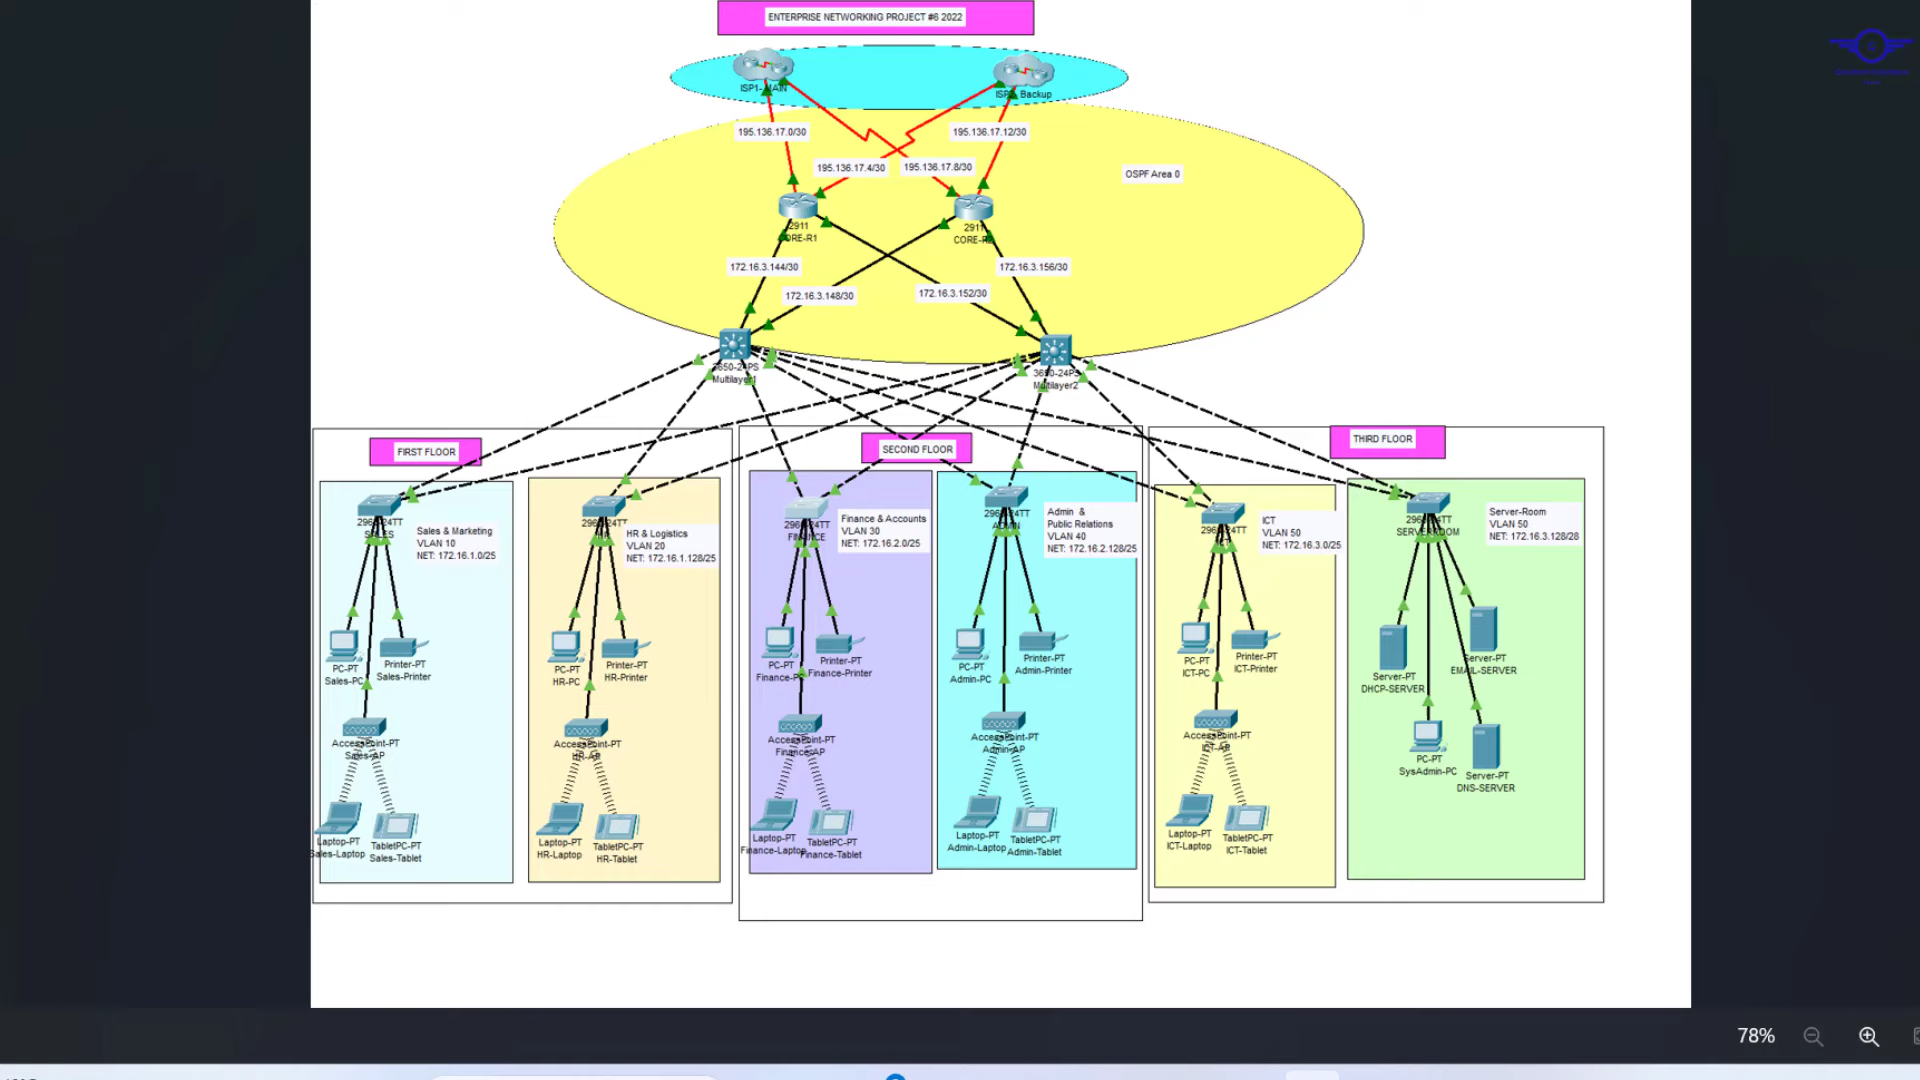 ENTERPRISE NETWORKING PROJECT #6 2022
ISP1-MAIN
Backup
195.136.17.0/30
195.136.17.12/30
195.136.17.4/30
195.136.17.8/30
OSPF Area 0
2911
CORE-R1
2911
172.16.3.144/30
172.16.3.156/30
172.16.3.148/30
172.16.3.152/30
3650-24PS
Multilayer1
3650-24PS
Multilayer2
FIRST FLOOR
SECOND FLOOR
THIRD FLOOR
2960-24TT
SALES
Sales & Marketing
VLAN 10
NET: 172.16.1.0/25
2960-24TT
HR & Logistics
VLAN 20
NET: 172.16.1.128/25
2960-24TT
FINANCE
Finance & Accounts
VLAN 30
NET: 172.16.2.0/25
2960-24TT
ADMIN
Admin &
Public Relations
VLAN 40
NET: 172.16.2.128/25
2960-24TT
ICT
VLAN 50
NET: 172.16.3.0/25
2960-24TT
SERVERROOM
Server-Room
VLAN 50
NET: 172.16.3.128/28
PC-PT
Sales-PC
Printer-PT
Sales-Printer
PC-PT
HR-PC
Printer-PT
HR-Printer
PC-PT
Finance-PC
Printer-PT
Finance-Printer
PC-PT
Admin-PC
Printer-PT
Admin-Printer
PC-PT
ICT-PC
Printer-PT
ICT-Printer
Server-PT
DHCP-SERVER
Server-PT
EMAIL-SERVER
AccessPoint-PT
Sales-AP
AccessPoint-PT
HR-AP
AccessPoint-PT
Finance-AP
AccessPoint-PT
Admin-AP
AccessPoint-PT
ICT-AP
PC-PT
SysAdmin-PC
Server-PT
DNS-SERVER
Laptop-PT
Sales-Laptop
TabletPC-PT
Sales-Tablet
Laptop-PT
HR-Laptop
TabletPC-PT
HR-Tablet
Laptop-PT
Finance-Laptop
TabletPC-PT
Finance-Tablet
Laptop-PT
Admin-Laptop
TabletPC-PT
Admin-Tablet
Laptop-PT
ICT-Laptop
TabletPC-PT
ICT-Tablet
78%